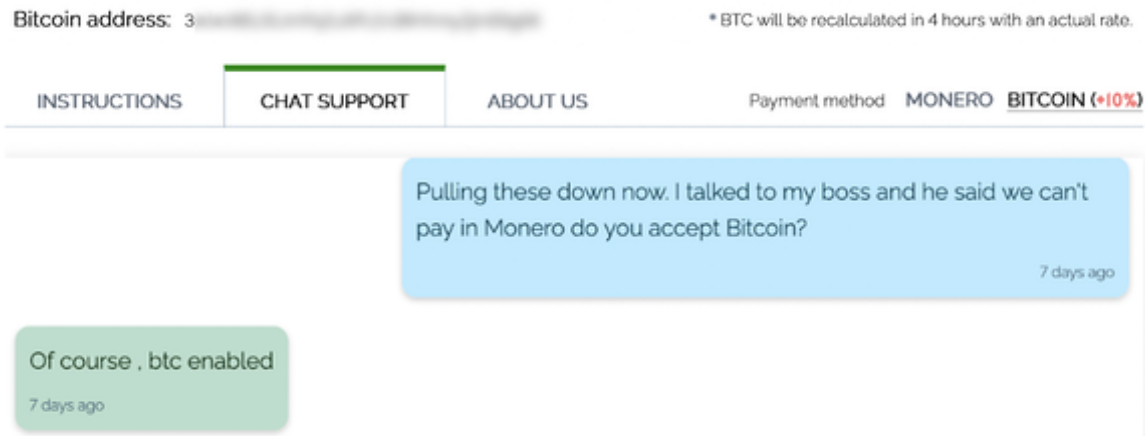 Bitcoin address: 3
* BTC will be recalculated in 4 hours with an actual rate.
INSTRUCTIONS CHAT SUPPORT ABOUT US Payment method MONERO BITCOIN (+10%)
Pulling these down now. I talked to my boss and he said we can't
pay in Monero do you accept Bitcoin?
7 days ago
Of course , btc enabled
7 days ago